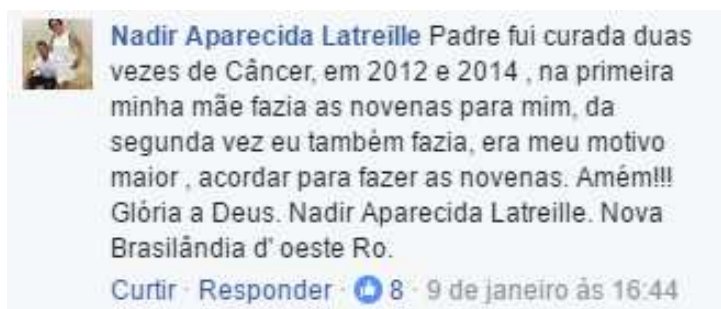 Nadir Aparecida Latreille Padre fui curada duas
vezes de Câncer, em 2012 e 2014 , na primeira
minha mãe fazia as novenas para mim, da
segunda vez eu também fazia, era meu motivo
maior , acordar para fazer as novenas. Amém!!!
Glória a Deus. Nadir Aparecida Latreille. Nova
Brasilândia d' oeste Ro.
Curtir · Responder · 8 · 9 de janeiro às 16:44